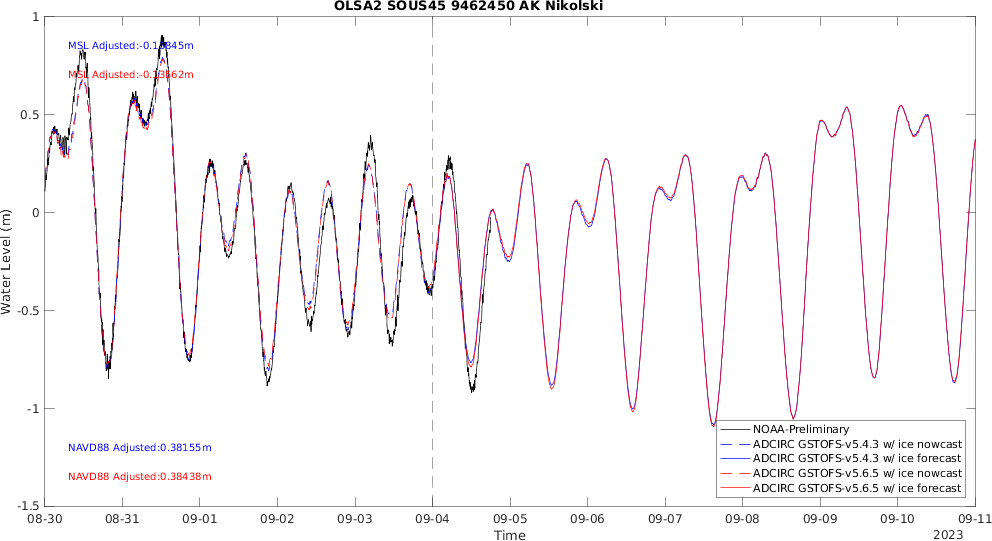 OLSA2 SOUS45 9462450 AK Nikolski
1
0.5
0
-0.5
-1
-1.5
Water Level (m)
MSL Adjusted:
MSL Adjusted:
NAVD88 Adjusted:0.38155m
NAVD88 Adjusted:0.38438m
NOAA-Preliminary
ADCIRC GSTOFS-v5.4.3 w/ ice nowcast
ADCIRC GSTOFS-v5.4.3 w/ ice forecast
ADCIRC GSTOFS-v5.6.5 w/ ice nowcast
ADCIRC GSTOFS-v5.6.5 w/ ice forecast
08-30 08-31 09-01 09-02 09-03 09-04 09-05 09-06 09-07 09-08 09-09 09-10 09-11
Time
2023